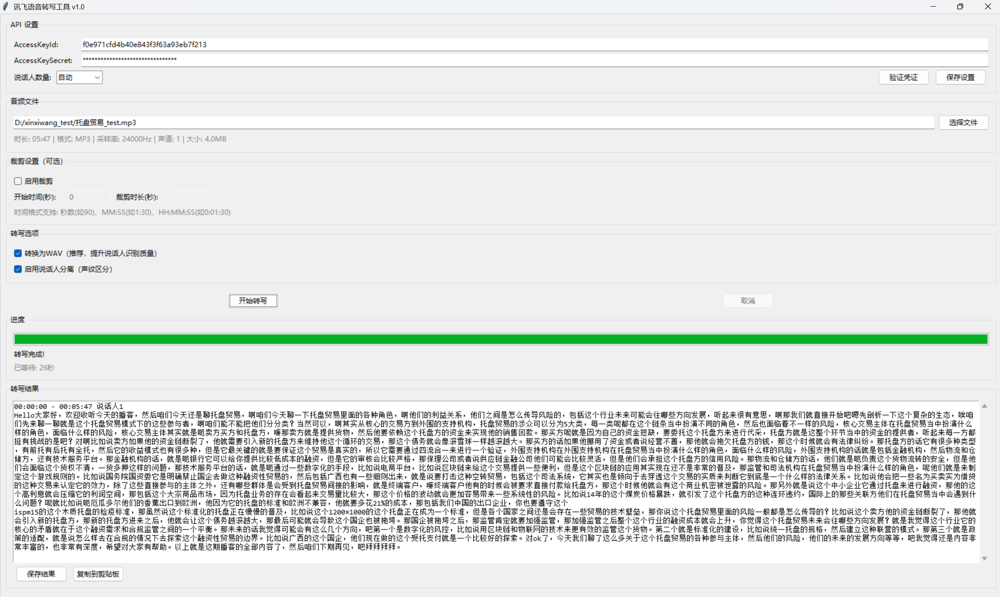 讯飞语音转写工具 v1.0
API 设置
AccessKeyId: f0e971cfd4b40e843f3f63a93eb7f213
AccessKeySecret: ********************************
说话人数量: 自动 验证凭证 保存设置
音频文件
D:/xinxiwang_test/托盘贸易_test.mp3 选择文件
时长: 05:47 | 格式: MP3 | 采样率: 24000Hz | 声道: 1 | 大小: 4.0MB
裁剪设置（可选）
启用裁剪
开始时间(秒): 0 裁剪时长(秒):
时间格式支持: 秒数(如90)、MM:SS(如1:30)、HH:MM:SS(如0:01:30)
转写选项
转换为WAV（推荐，提升说话人识别质量）
启用说话人分离（声纹区分）
开始转写 取消
进度
转写完成!
已等待: 26秒
转写结果
00:00:00 - 00:05:47 说话人1
Hello大家好，欢迎收听今天的播客，然后咱们今天还是聊托盘贸易，啊咱们今天聊一下托盘贸易里面的各种角色，啊他们的利益关系，他们之间是怎么传导风险的，包括这个行业未来可能会往哪些方向发展，听起来很有意思，啊那我们就直接开始吧嗯先剖析一下这个复杂的生态，唉咱
们先来聊一聊就是这个托盘贸易模式下的这些参与者，啊咱们能不能把他们分分类？当然可以，啊其实从核心的交易方到外围的支持机构，托盘贸易的涉众可以分为5大类，每一类呢都在这个链条当中扮演不同的角色，然后也面临着不一样的风险，核心交易主体在托盘贸易当中扮演什么
样的角色，面临什么样的风险，核心交易主体其实就是呃卖方买方和托盘方，嘛那卖方就是提供货物，然后他要依赖这个托盘方的资金来实现他的销售回款。那买方呢就是因为自己的资金短缺，要委托这个托盘方来进行代采，托盘方就是这整个环节当中的资金的提供者，听起来每一方都
挺有挑战的是吧？对啊比如说卖方如果他的资金链断裂了，他就需要引入新的托盘方来维持他这个循环的交易，那这个债务就会像滚雪球一样越滚越大。那买方的话如果他挪用了资金或者说经营不善，那他就会拖欠托盘方的钱，那这个时候就会有法律纠纷。那托盘方的话它有很多种类型
，有前托有后托有全托，然后它的收益模式也有很多种，但是它最关键的就是要保证这个贸易是真实的，所以它需要通过四流合一来进行一个验证，外围支持机构在外围支持机构在托盘贸易当中扮演什么样的角色，面临什么样的风险，外围支持机构的话就是包括金融机构，然后物流和仓
储方，还有技术服务平台。那金融机构的话，就是呃银行它可以给你提供比较低成本的融资，但是它的审核会比较严格，那保理公司或者说供应链金融公司他们可能会比较灵活，但是他们会承担这个托盘方的信用风险。那物流和仓储方的话，他们就是呃负责这个货物流转的安全，但是他
们会面临这个货权不清，一货多押这样的问题，那技术服务平台的话，就是呃通过一些数字化的手段，比如说电商平台，比如说区块链来给这个交易提供一些便利，但是这个区块链的应用其实现在还不是非常的普及，那监管和司法机构在托盘贸易当中扮演什么样的角色，呢他们就是来制
定这个游戏规则的。比如说国务院国资委它是明确禁止国企去做这种融资性贸易的，然后包括广西也有一些细则出来，就是说要打击这种空转贸易，包括这个司法系统，它其实也是倾向于去穿透这个交易的实质来判断它到底是一个什么样的法律关系。比如说他会把一些名为买卖实为借贷
的这种交易来认定它的效力，除了这些直接参与的主体之外，还有哪些群体是会受到托盘贸易间接的影响，就是终端客户，嘛终端客户他有的时候会被要求直接付款给托盘方，那这个时候他就会有这个商业机密被泄露的风险。那另外就是说这个中小企业它通过托盘来进行融资，那他的这
个高利息就会压缩它的利润空间，那包括这个大宗商品市场，因为托盘业务的存在会看起来交易量比较大，那这个价格的波动就会更加容易带来一些系统性的风险。比如说14年的这个煤炭价格暴跌，就引发了这个托盘方的这种连环违约，国际上的那些关联方他们在托盘贸易当中会遇到什
么问题？呢就比如说呃厄瓜多尔他们的香蕉出口到欧洲，他因为它的托盘的标准和欧洲不兼容，他就要多花21%的成本，那包括我们中国的出口企业，你也要遵守这个
ispm15的这个木质托盘的检疫标准，那虽然说这个标准化的托盘正在慢慢的普及，比如说这个1200×1000的这个托盘正在成为一个标准，但是各个国家之间还是会存在一些贸易的技术壁垒，那你说这个托盘贸易里面的风险一般都是怎么传导的？比如说这个卖方他的资金链断裂了，那他就
会引入新的托盘方，那新的托盘方进来之后，他就会让这个债务越滚越大，那最后可能就会导致这个国企也被拖垮。那国企被拖垮之后，那监管肯定就要加强监管，那加强监管之后整个这个行业的融资成本就会上升，你觉得这个托盘贸易未来会往哪些方向发展？就是我觉得这个行业它的
核心的矛盾就在于这个融资需求和合规监管之间的一个平衡。那未来的话我觉得可能会有这么几个方向，吧第一个是数字化的风控，比如说用区块链和物联网的技术来更有效的监管这个货物。第二个就是标准化的建设，比如说统一托盘的规格，然后建立这种联营的模式。那第三个就是政
策的适配，就是说怎么样去在合规的情况下去探索这个融资性贸易的边界。比如说广西的这个国企，他们现在做的这个受托支付就是一个比较好的探索。对ok了，今天我们聊了这么多关于这个托盘贸易的各种参与主体，然后他们的风险，他们的未来的发展方向等等，吧我觉得还是内容非
常丰富的，也非常有深度，希望对大家有帮助。以上就是这期播客的全部内容了，然后咱们下期再见，吧拜拜拜拜。
保存结果 复制到剪贴板